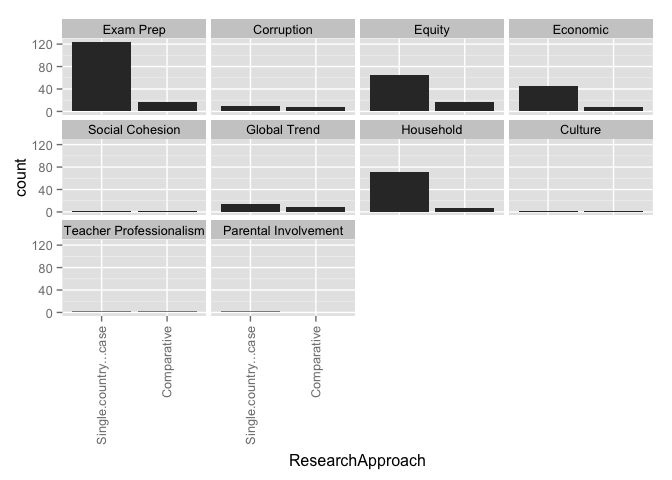 Exam Prep Corruption Equity Economic
120
80
40
0
Social Cohesion Global Trend Household Culture
120
80
40
0
count
Teacher Professionalism Parental Involvement
120
80
40
0
Single.country...case Comparative Single.country...case Comparative
ResearchApproach